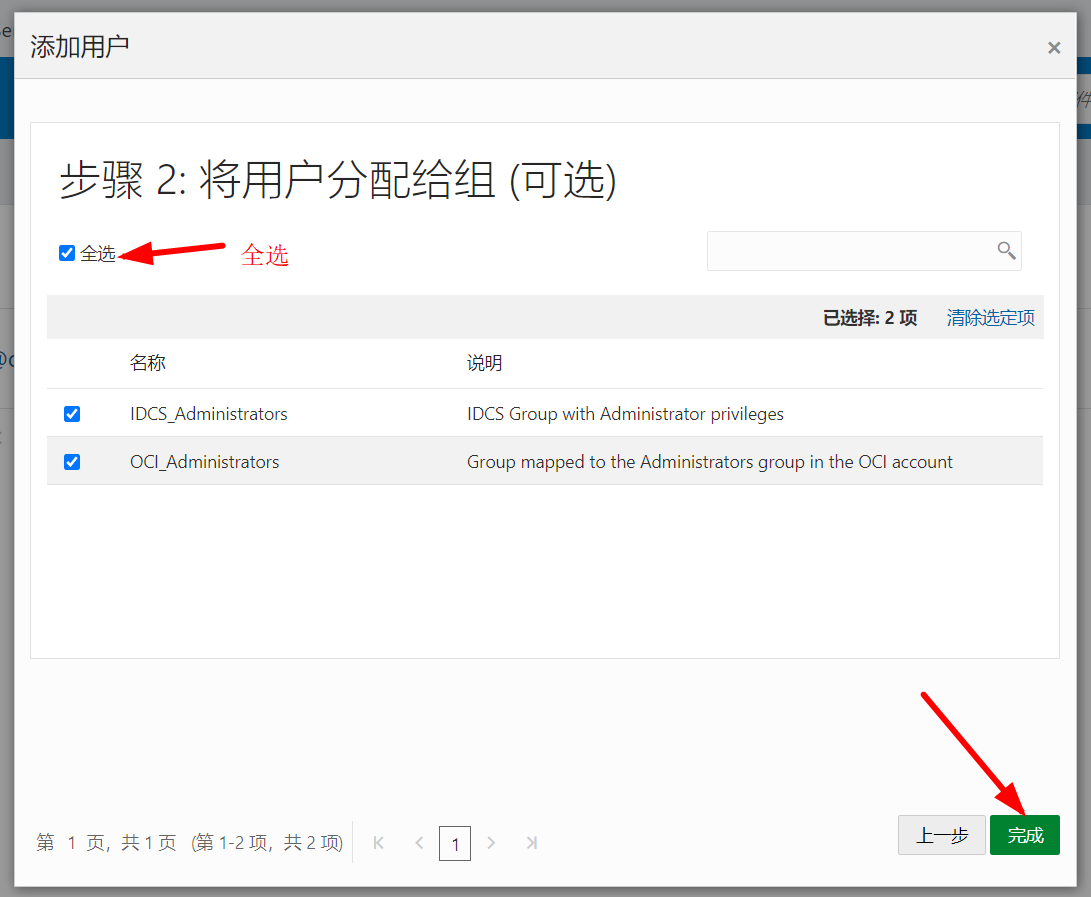 添加用户
×
步骤 2: 将用户分配给组 (可选)
全选 全选
已选择: 2 项 清除选定项
名称 说明
IDCS_Administrators IDCS Group with Administrator privileges
OCI_Administrators Group mapped to the Administrators group in the OCI account
第 1 页, 共 1 页 (第 1-2 项, 共 2 项) 1
上一步 完成
件